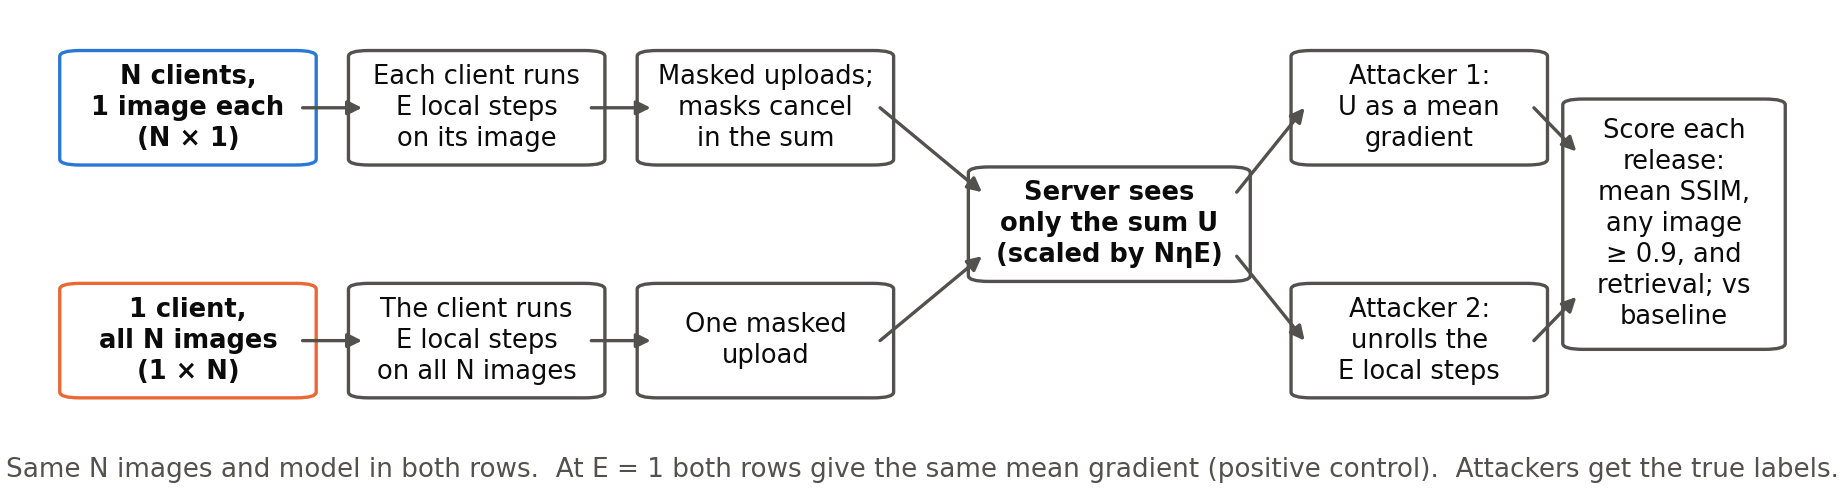 N clients,
1 image each
(N × 1)
Each client runs
E local steps
on its image
Masked uploads;
masks cancel
in the sum
1 client,
all N images
(1 × N)
The client runs
E local steps
on all N images
One masked
upload
Server sees
only the sum U
(scaled by NηE)
Attacker 1:
U as a mean
gradient
Attacker 2:
unrolls the
E local steps
Score each
release:
mean SSIM,
any image
≥ 0.9, and
retrieval; vs
baseline
Same N images and model in both rows.  At E = 1 both rows give the same mean gradient (positive control).  Attackers get the true labels.